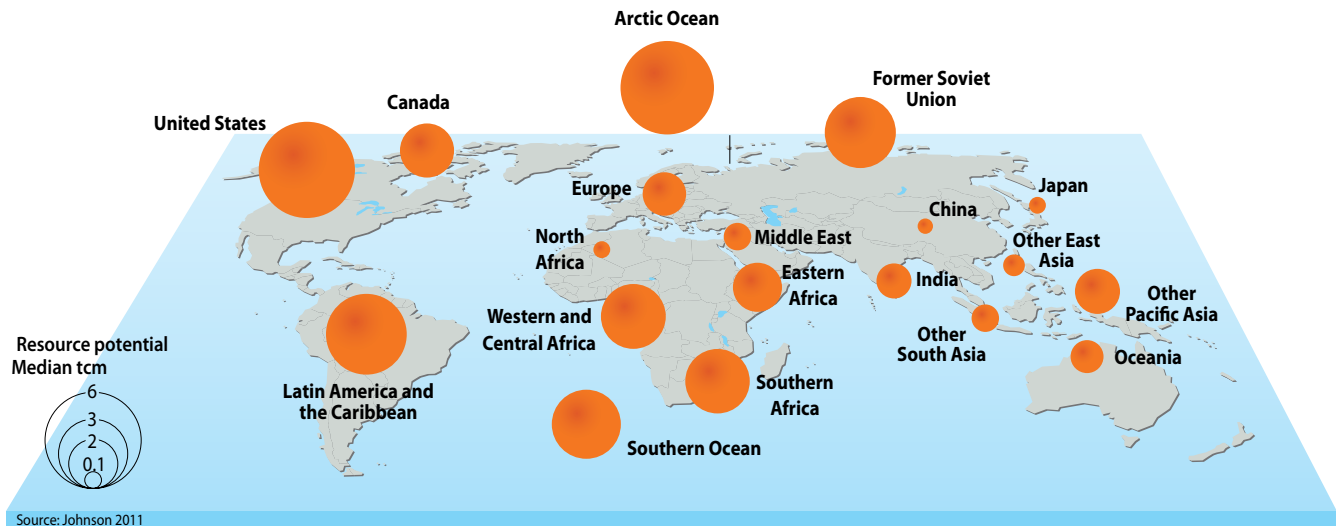 Arctic Ocean
Former Soviet
Union
Canada
United States
Europe
Japan
China
North
Africa
Middle East
Other East
Asia
Eastern
Africa
India
Other
Pacific Asia
Western and
Central Africa
Other
South Asia
Oceania
Resource potential
Median tcm
6
3
2
0,1
Latin America and
the Caribbean
Southern
Africa
Southern Ocean
Source: Johnson 2011